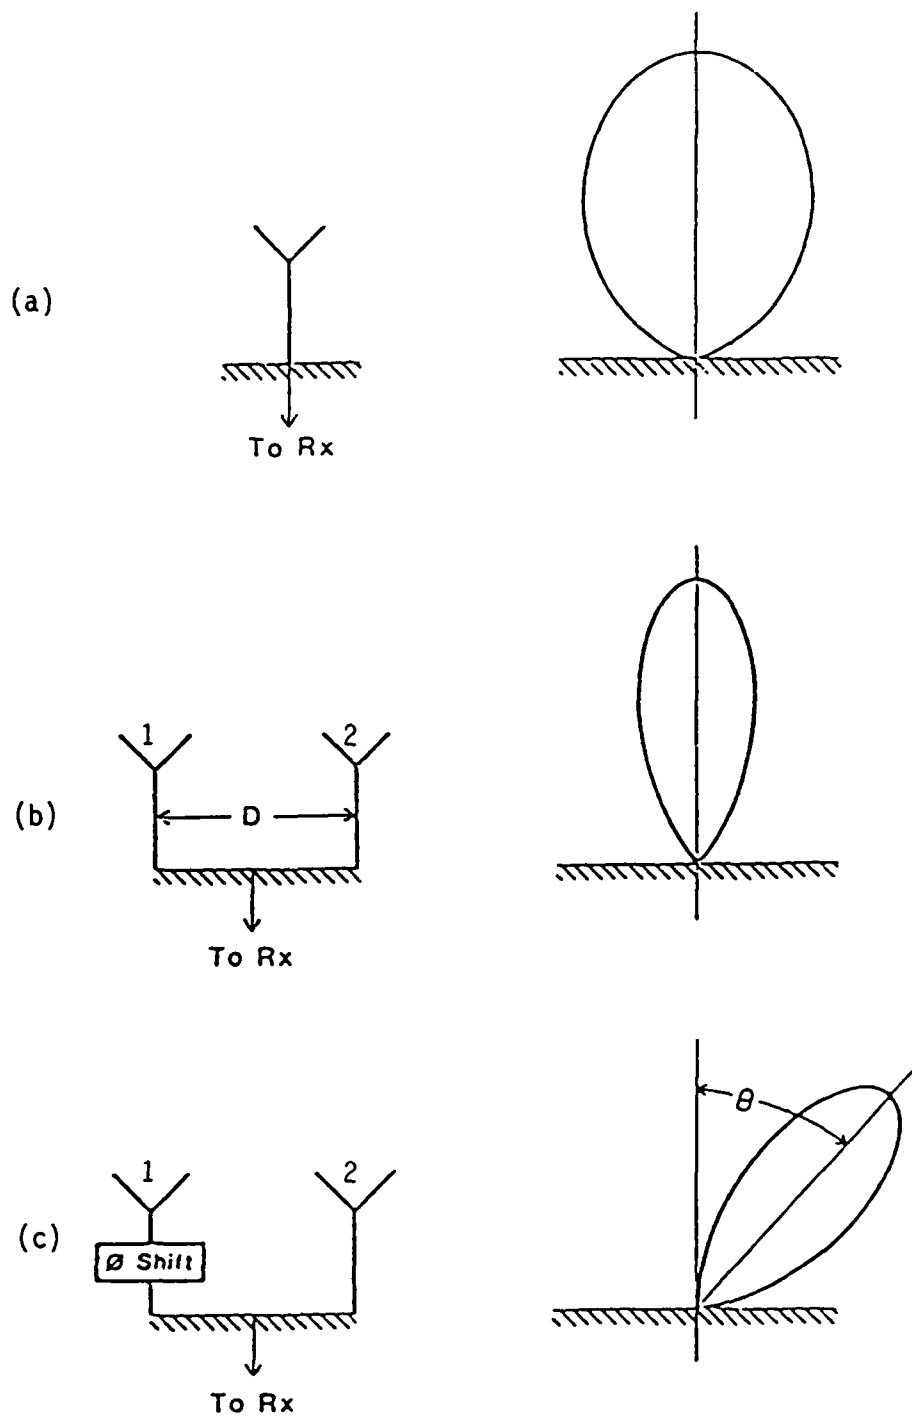 (a)
To Rx
1
2
(b)
D
To Rx
θ
1
2
(c)
Ø Shift
To Rx